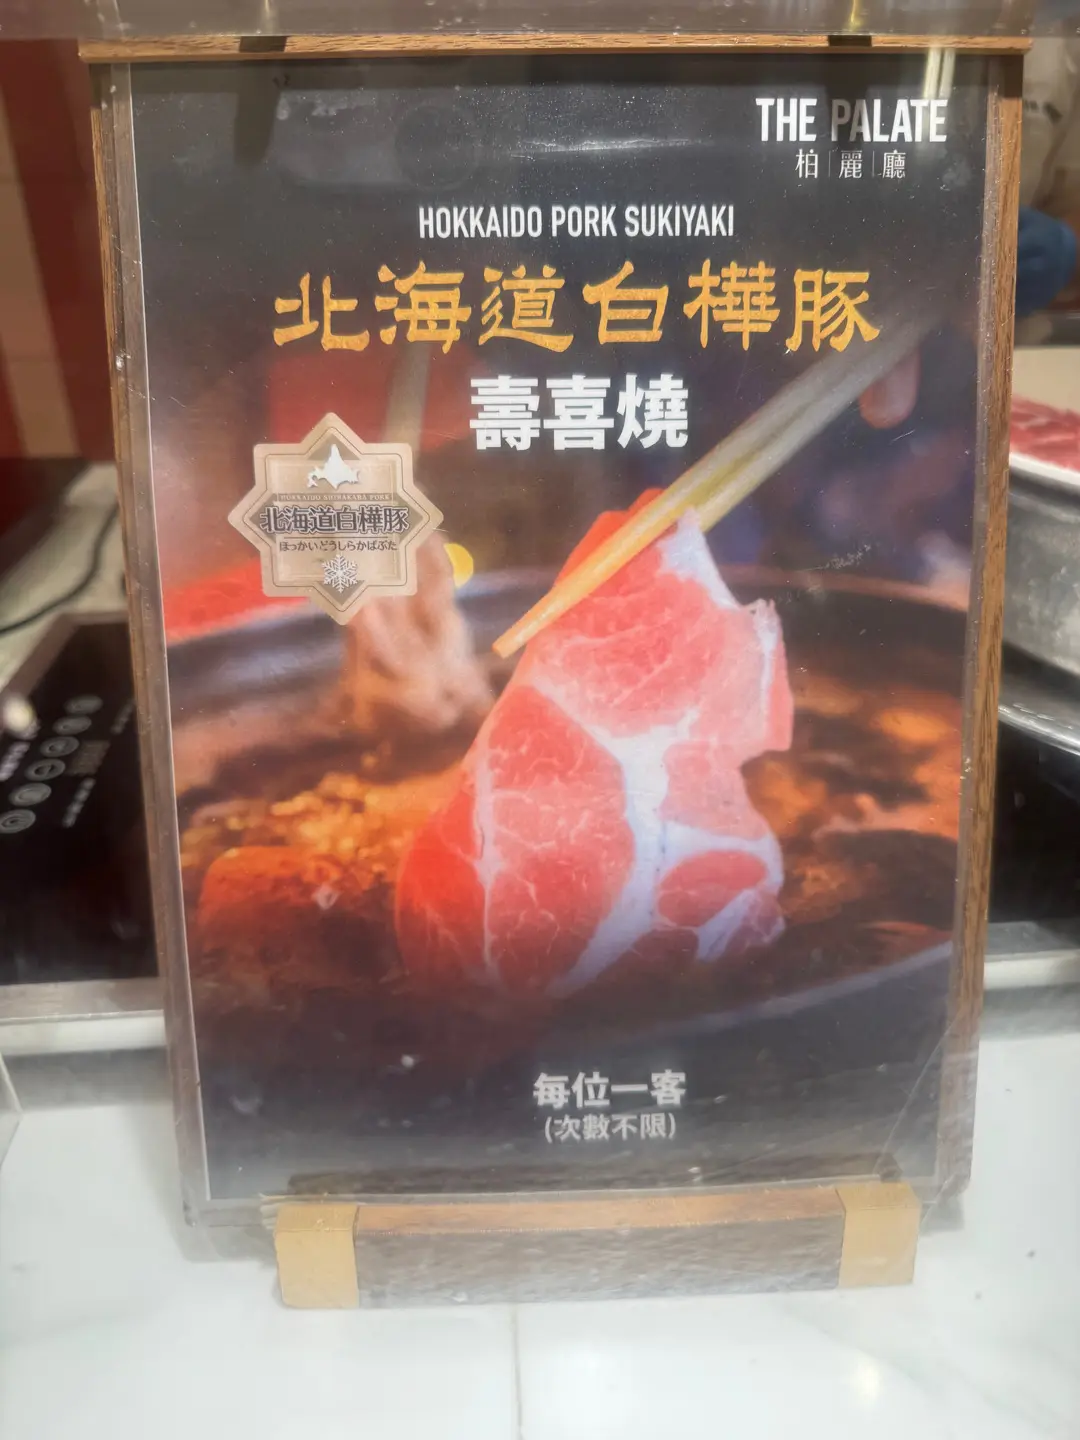 THE PALATE
柏麗廳
HOKKAIDO PORK SUKIYAKI
北海道白樺豚
壽喜燒
HOKKAIDO SHIRAKABA PORK
北海道白樺豚
ほっかいどうしらかばぶた
每位一客
(次數不限)